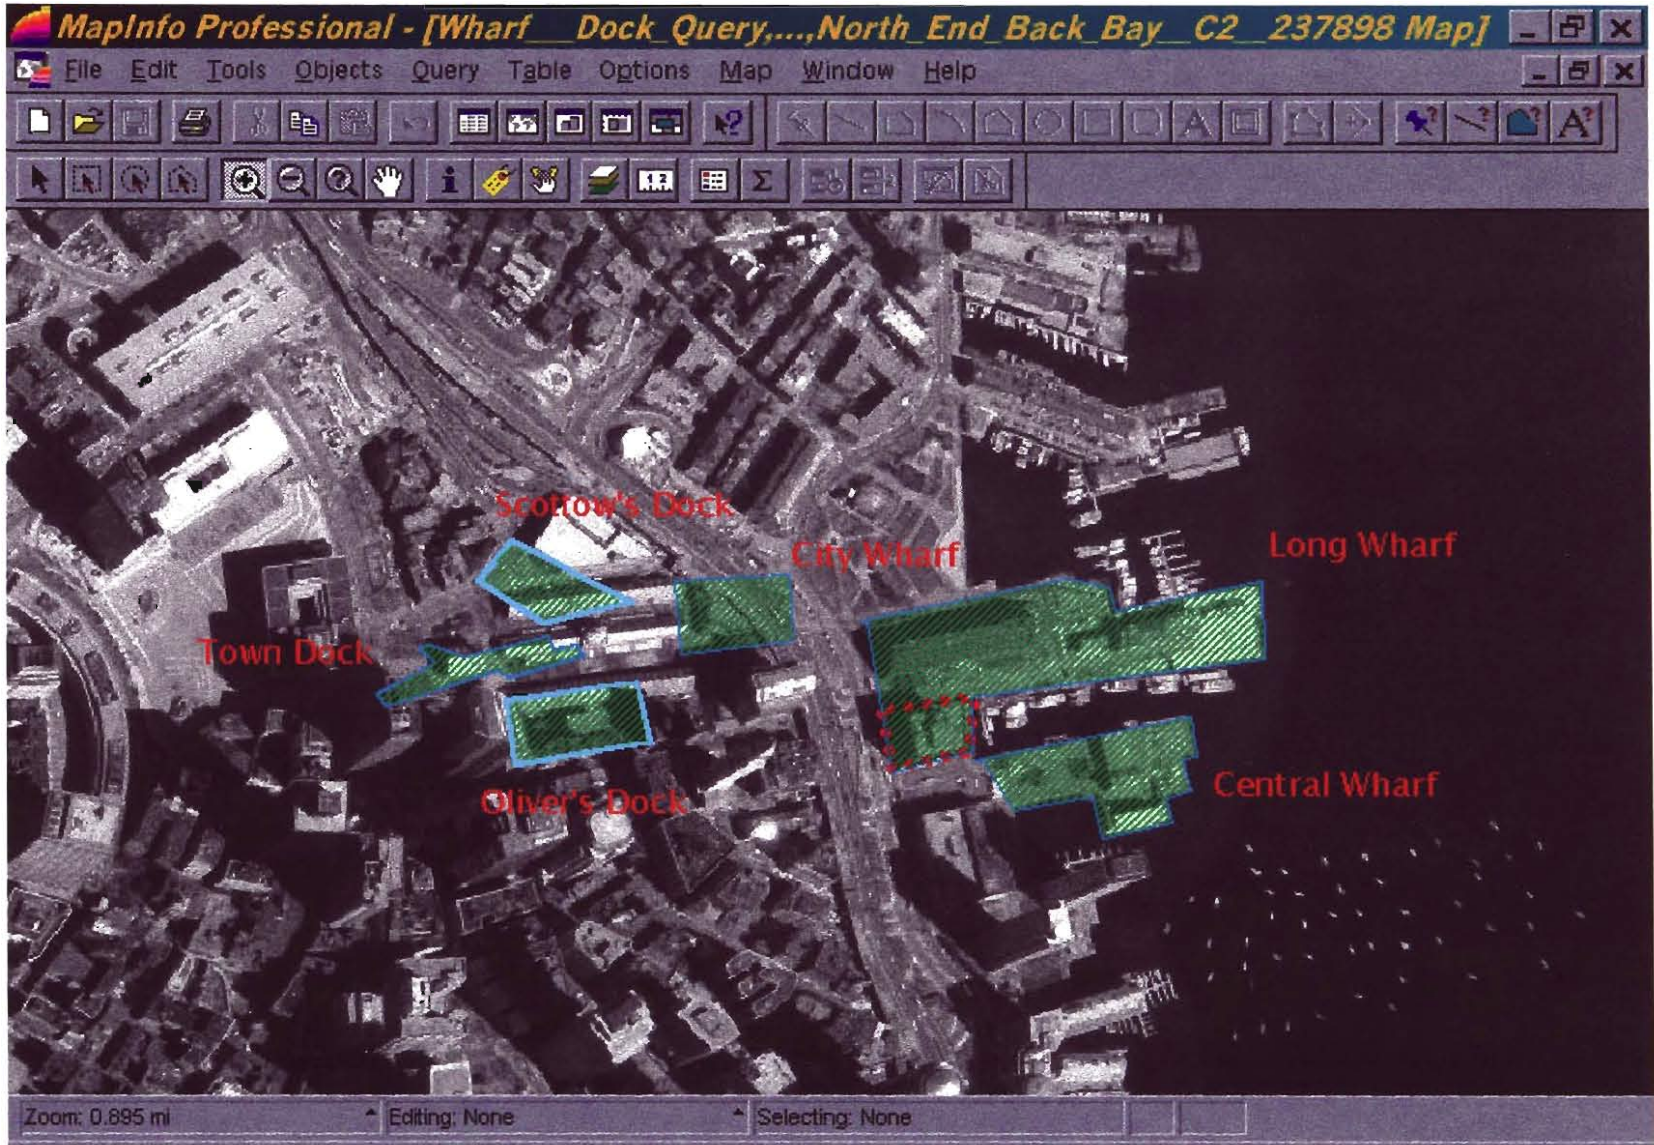 MapInfo Professional - [Wharf___Dock_Query,...,North_End_Back_Bay__C2__237898 Map]
File Edit Tools Objects Query Table Options Map Window Help
Scottow's Dock
City Wharf
Long Wharf
Town Dock
Oliver's Dock
Central Wharf
Zoom: 0.895 mi Editing: None Selecting: None